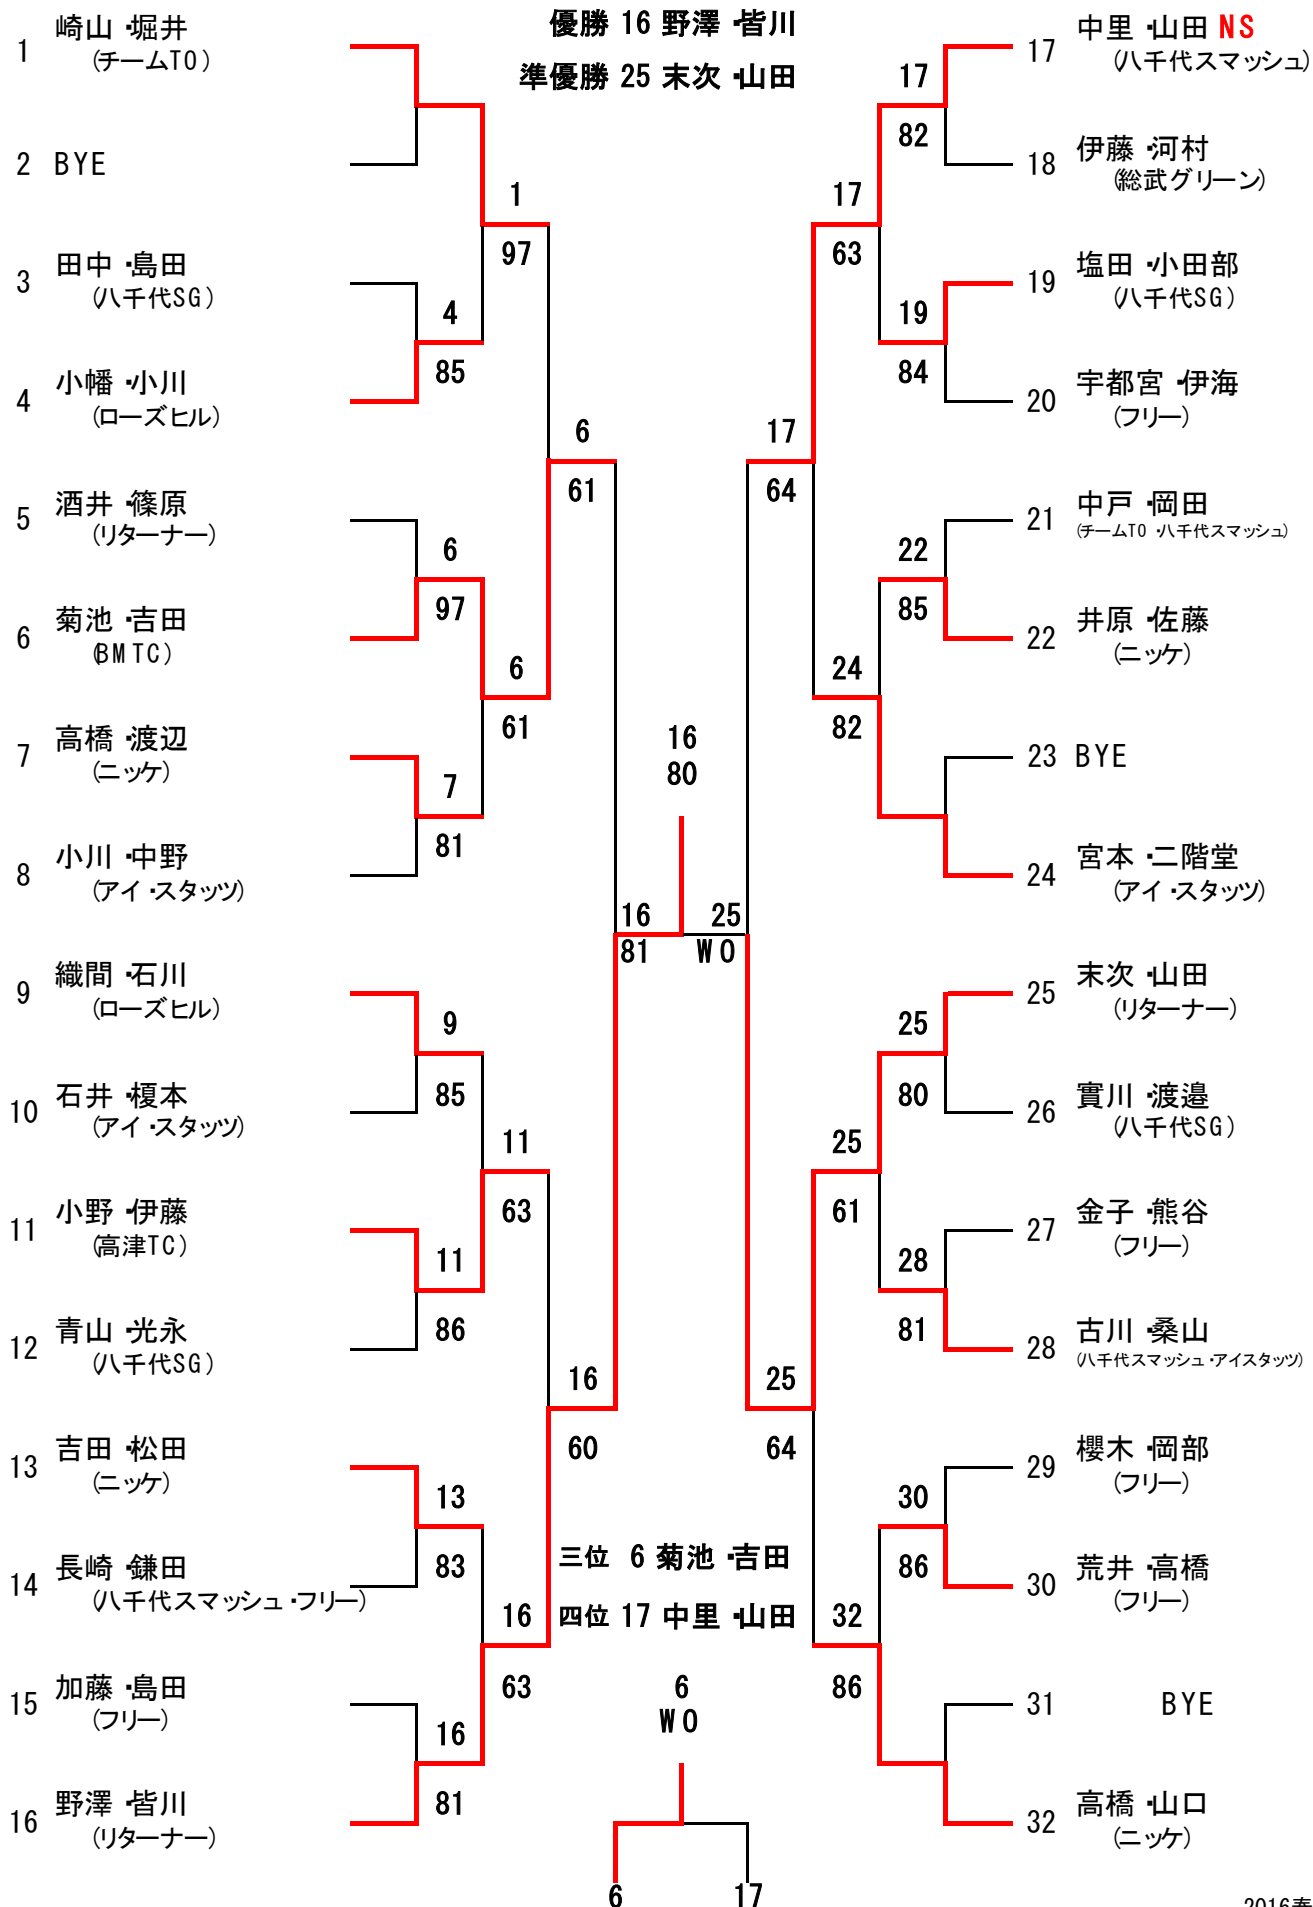 優勝 16 野澤・皆川
準優勝 25 末次・山田
1 崎山・堀井
(チームTO)
2 BYE
3 田中・島田
(八千代SG)
4 小幡・小川
(ローズヒル)
5 酒井・篠原
(リターナー)
6 菊池・吉田
(BMTC)
7 高橋・渡辺
(ニッケ)
8 小川・中野
(アイ・スタッツ)
9 織間・石川
(ローズヒル)
10 石井・榎本
(アイ・スタッツ)
11 小野・伊藤
(高津TC)
12 青山・光永
(八千代SG)
13 吉田・松田
(ニッケ)
14 長崎・鎌田
(八千代スマッシュ・フリー)
15 加藤・島田
(フリー)
16 野澤・皆川
(リターナー)
4
85
6
97
7
81
9
85
11
86
13
83
16
81
1
97
6
61
11
63
16
63
6
61
16
60
16
81
16
80
25
WO
17
64
25
64
17
63
24
82
25
61
32
86
17
82
19
84
22
85
25
80
28
81
30
86
17 中里・山田 NS
(八千代スマッシュ)
18 伊藤・河村
(総武グリーン)
19 塩田・小田部
(八千代SG)
20 宇都宮・伊海
(フリー)
21 中戸・岡田
(チームTO・八千代スマッシュ)
22 井原・佐藤
(ニッケ)
23 BYE
24 宮本・二階堂
(アイ・スタッツ)
25 末次・山田
(リターナー)
26 實川・渡邉
(八千代SG)
27 金子・熊谷
(フリー)
28 古川・桑山
(八千代スマッシュ・アイスタッツ)
29 櫻木・岡部
(フリー)
30 荒井・高橋
(フリー)
31 BYE
32 高橋・山口
(ニッケ)
三位 6 菊池・吉田
四位 17 中里・山田
6
WO
6 17
2016春